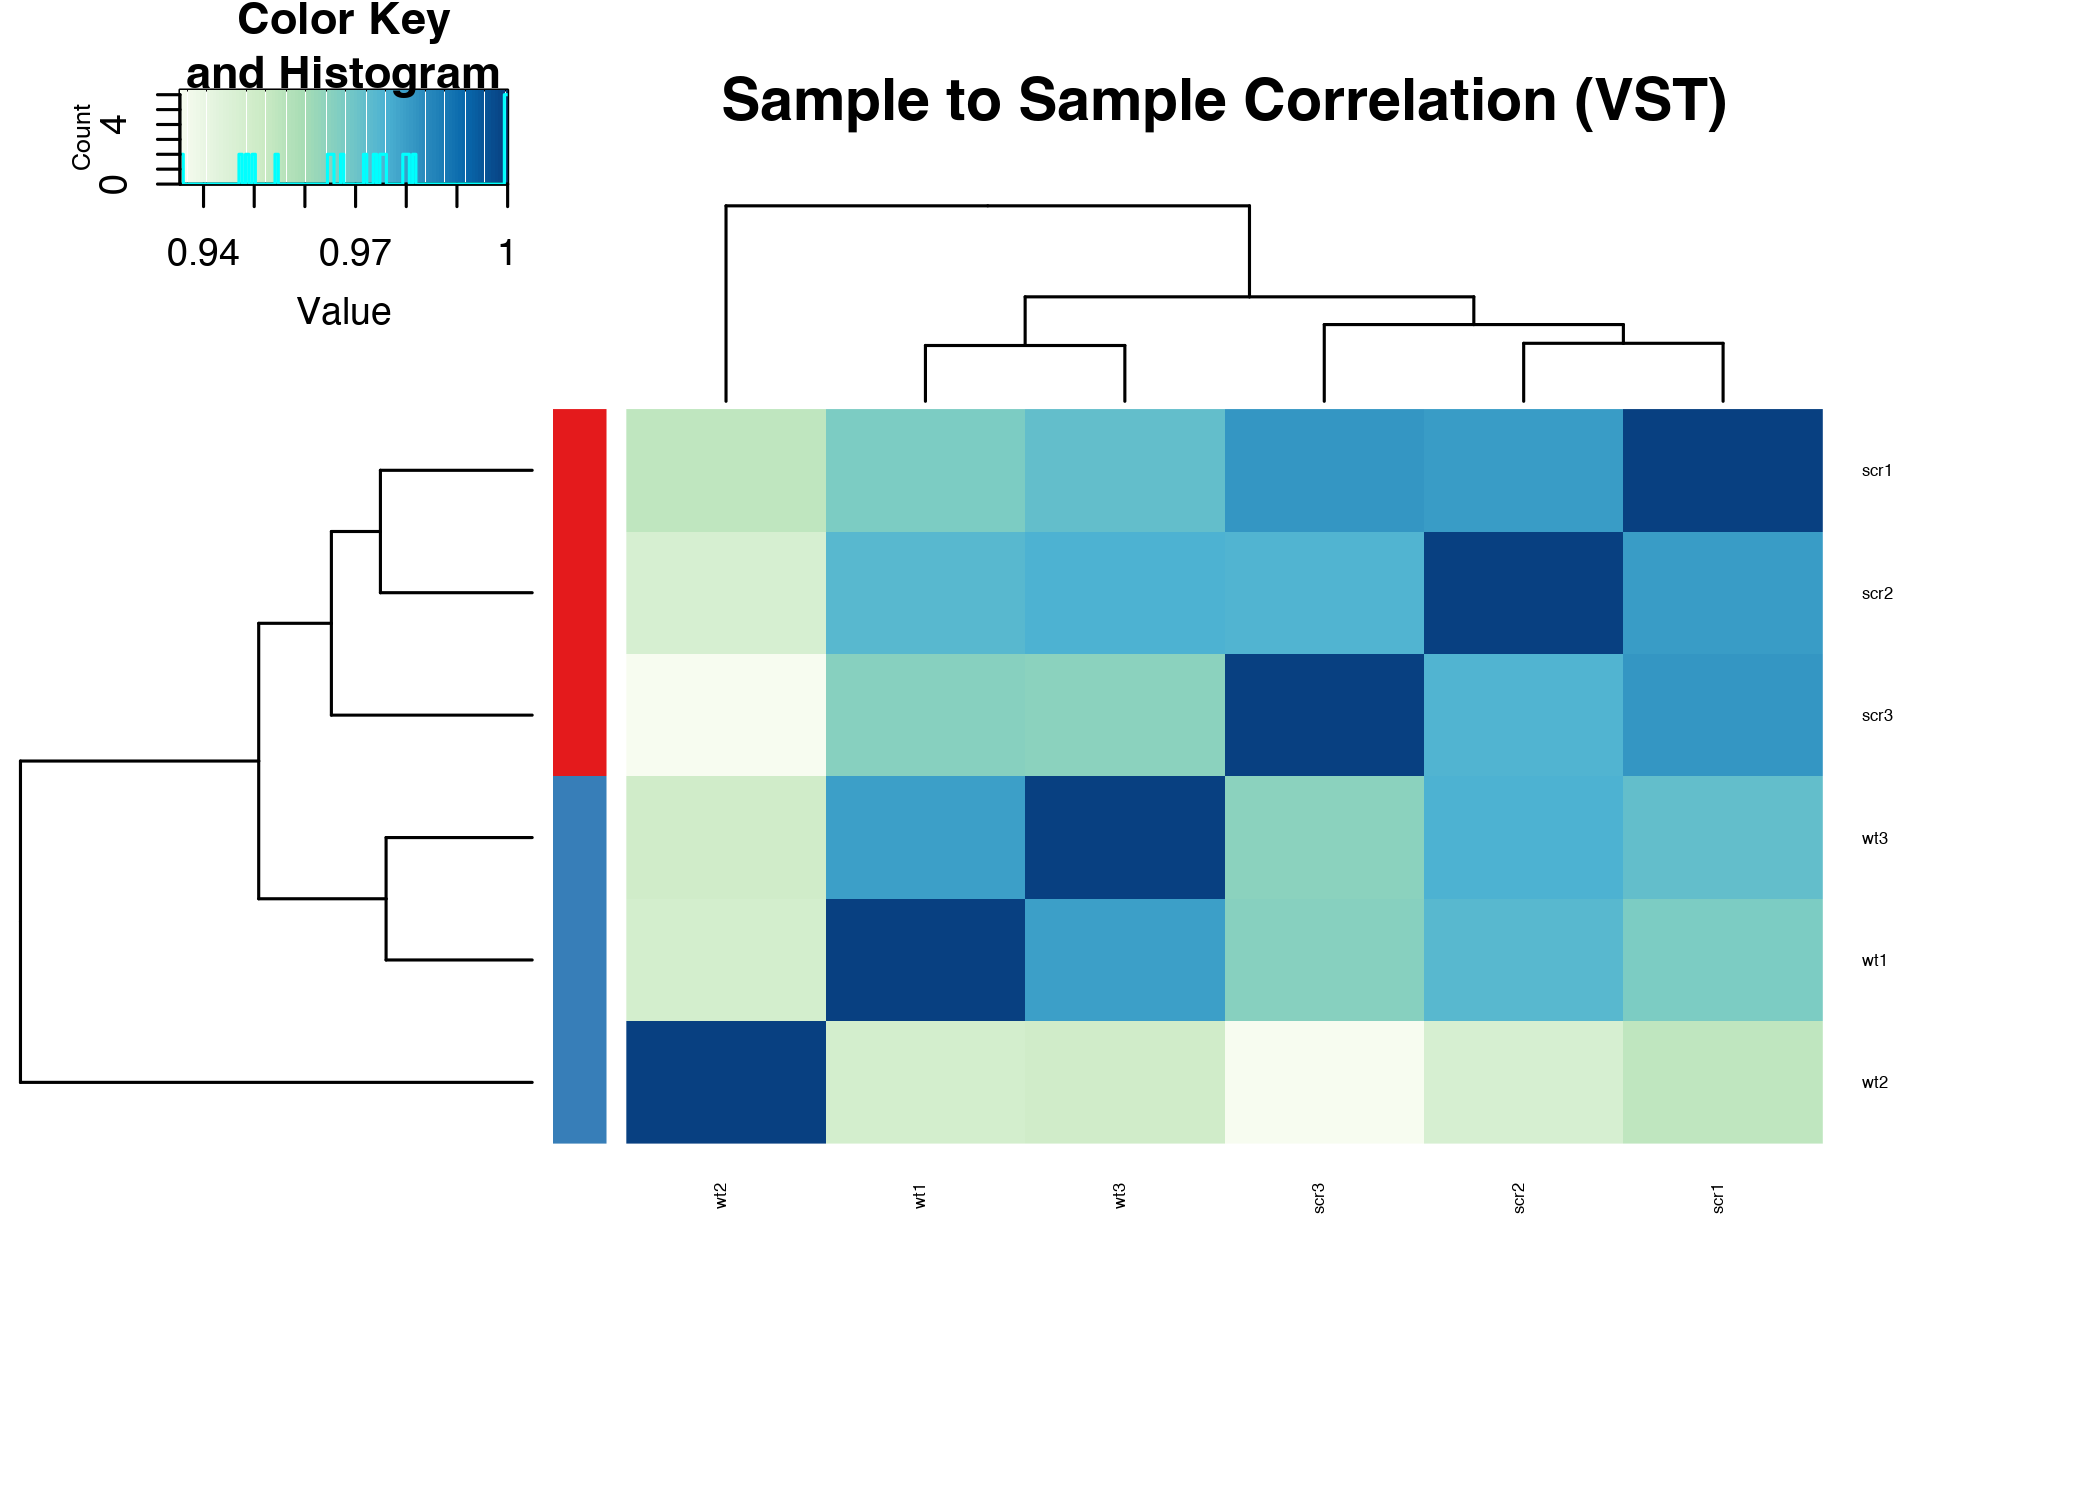 Color Key
and Histogram
Count
0 4
0.94 0.97 1
Value
Sample to Sample Correlation (VST)
scr1
scr2
scr3
wt3
wt1
wt2
wt2 wt1 wt3 scr3 scr2 scr1